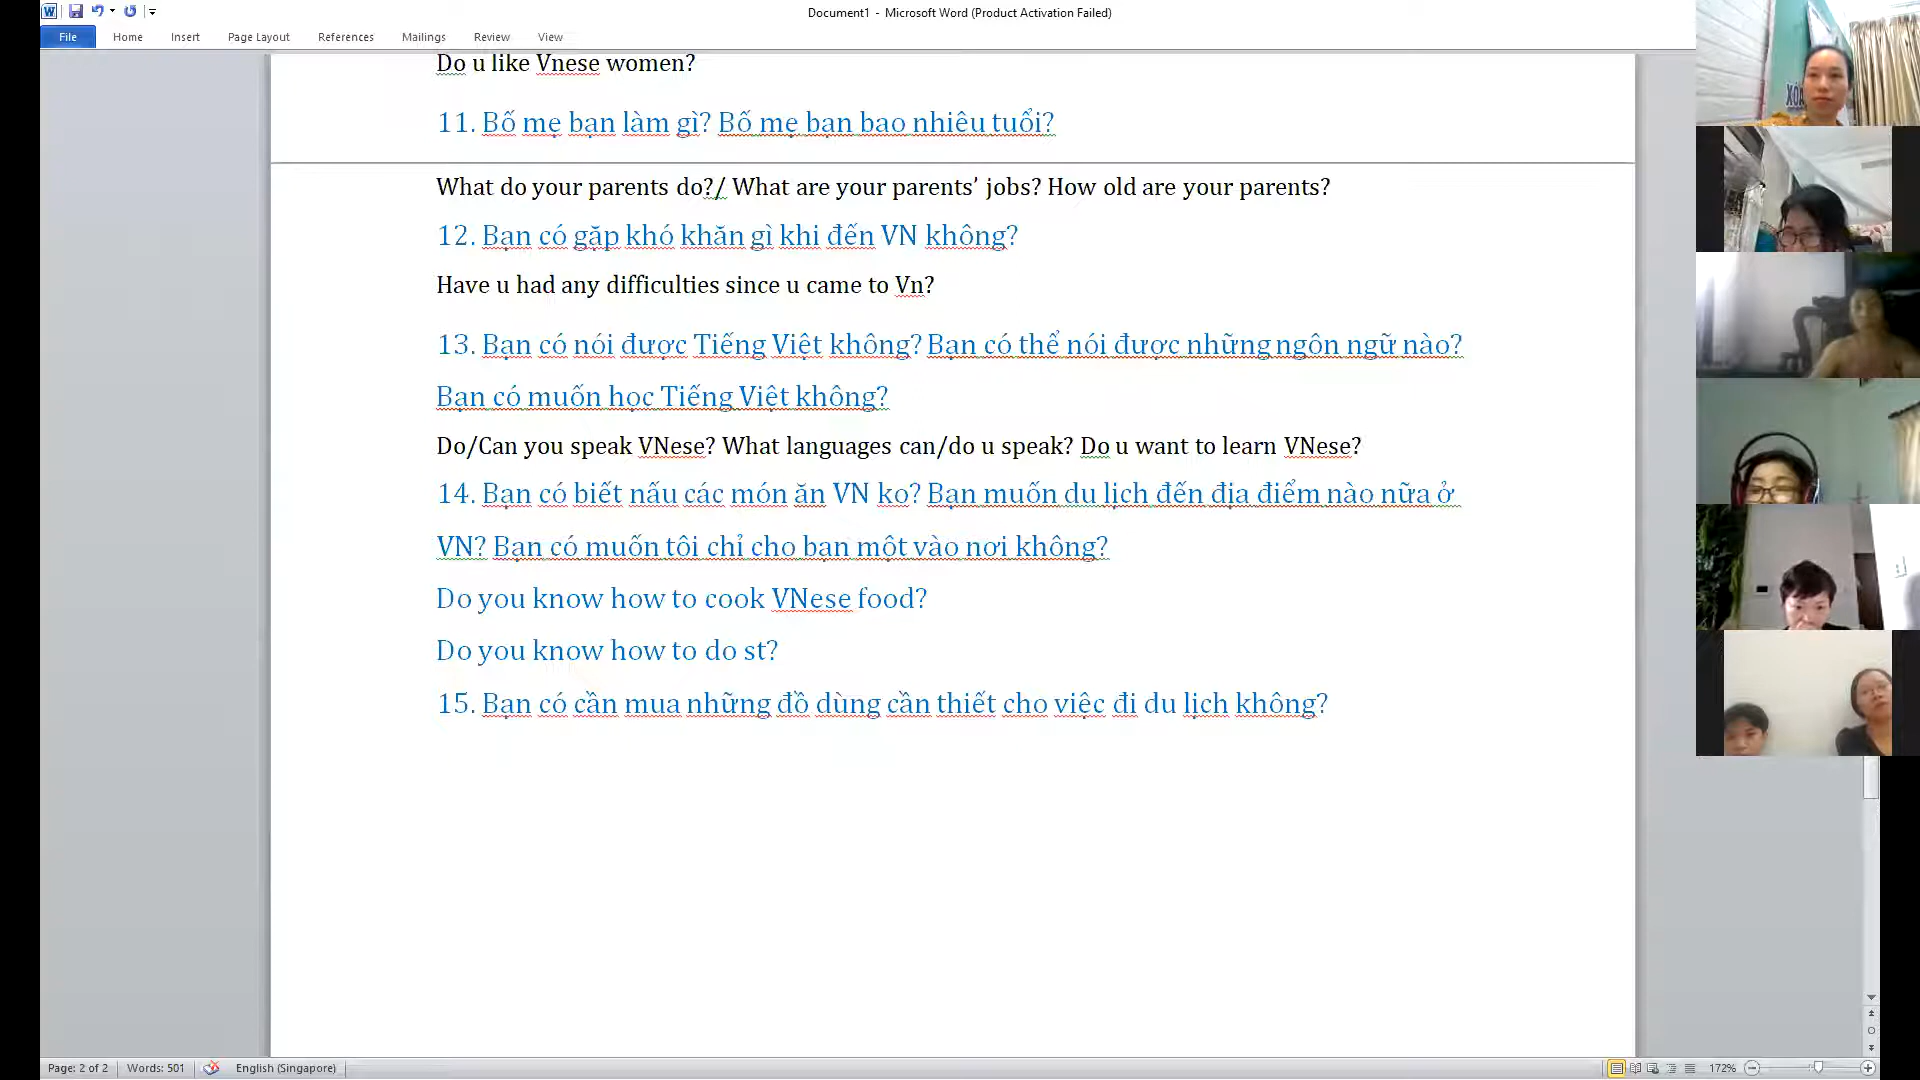 Document1 - Microsoft Word (Product Activation Failed)
File Home Insert Page Layout References Mailings Review View
Do u like Vnese women?
11. Bố mẹ bạn làm gì? Bố mẹ bạn bao nhiêu tuổi?
What do your parents do?/ What are your parents’ jobs? How old are your parents?
12. Bạn có gặp khó khăn gì khi đến VN không?
Have u had any difficulties since u came to Vn?
13. Bạn có nói được Tiếng Việt không? Bạn có thể nói được những ngôn ngữ nào?
Bạn có muốn học Tiếng Việt không?
Do/Can you speak VNese? What languages can/do u speak? Do u want to learn VNese?
14. Bạn có biết nấu các món ăn VN ko? Bạn muốn du lịch đến địa điểm nào nữa ở
VN? Bạn có muốn tôi chỉ cho bạn một vào nơi không?
Do you know how to cook VNese food?
Do you know how to do st?
15. Bạn có cần mua những đồ dùng cần thiết cho việc đi du lịch không?
Page: 2 of 2 Words: 501 English (Singapore) 172%